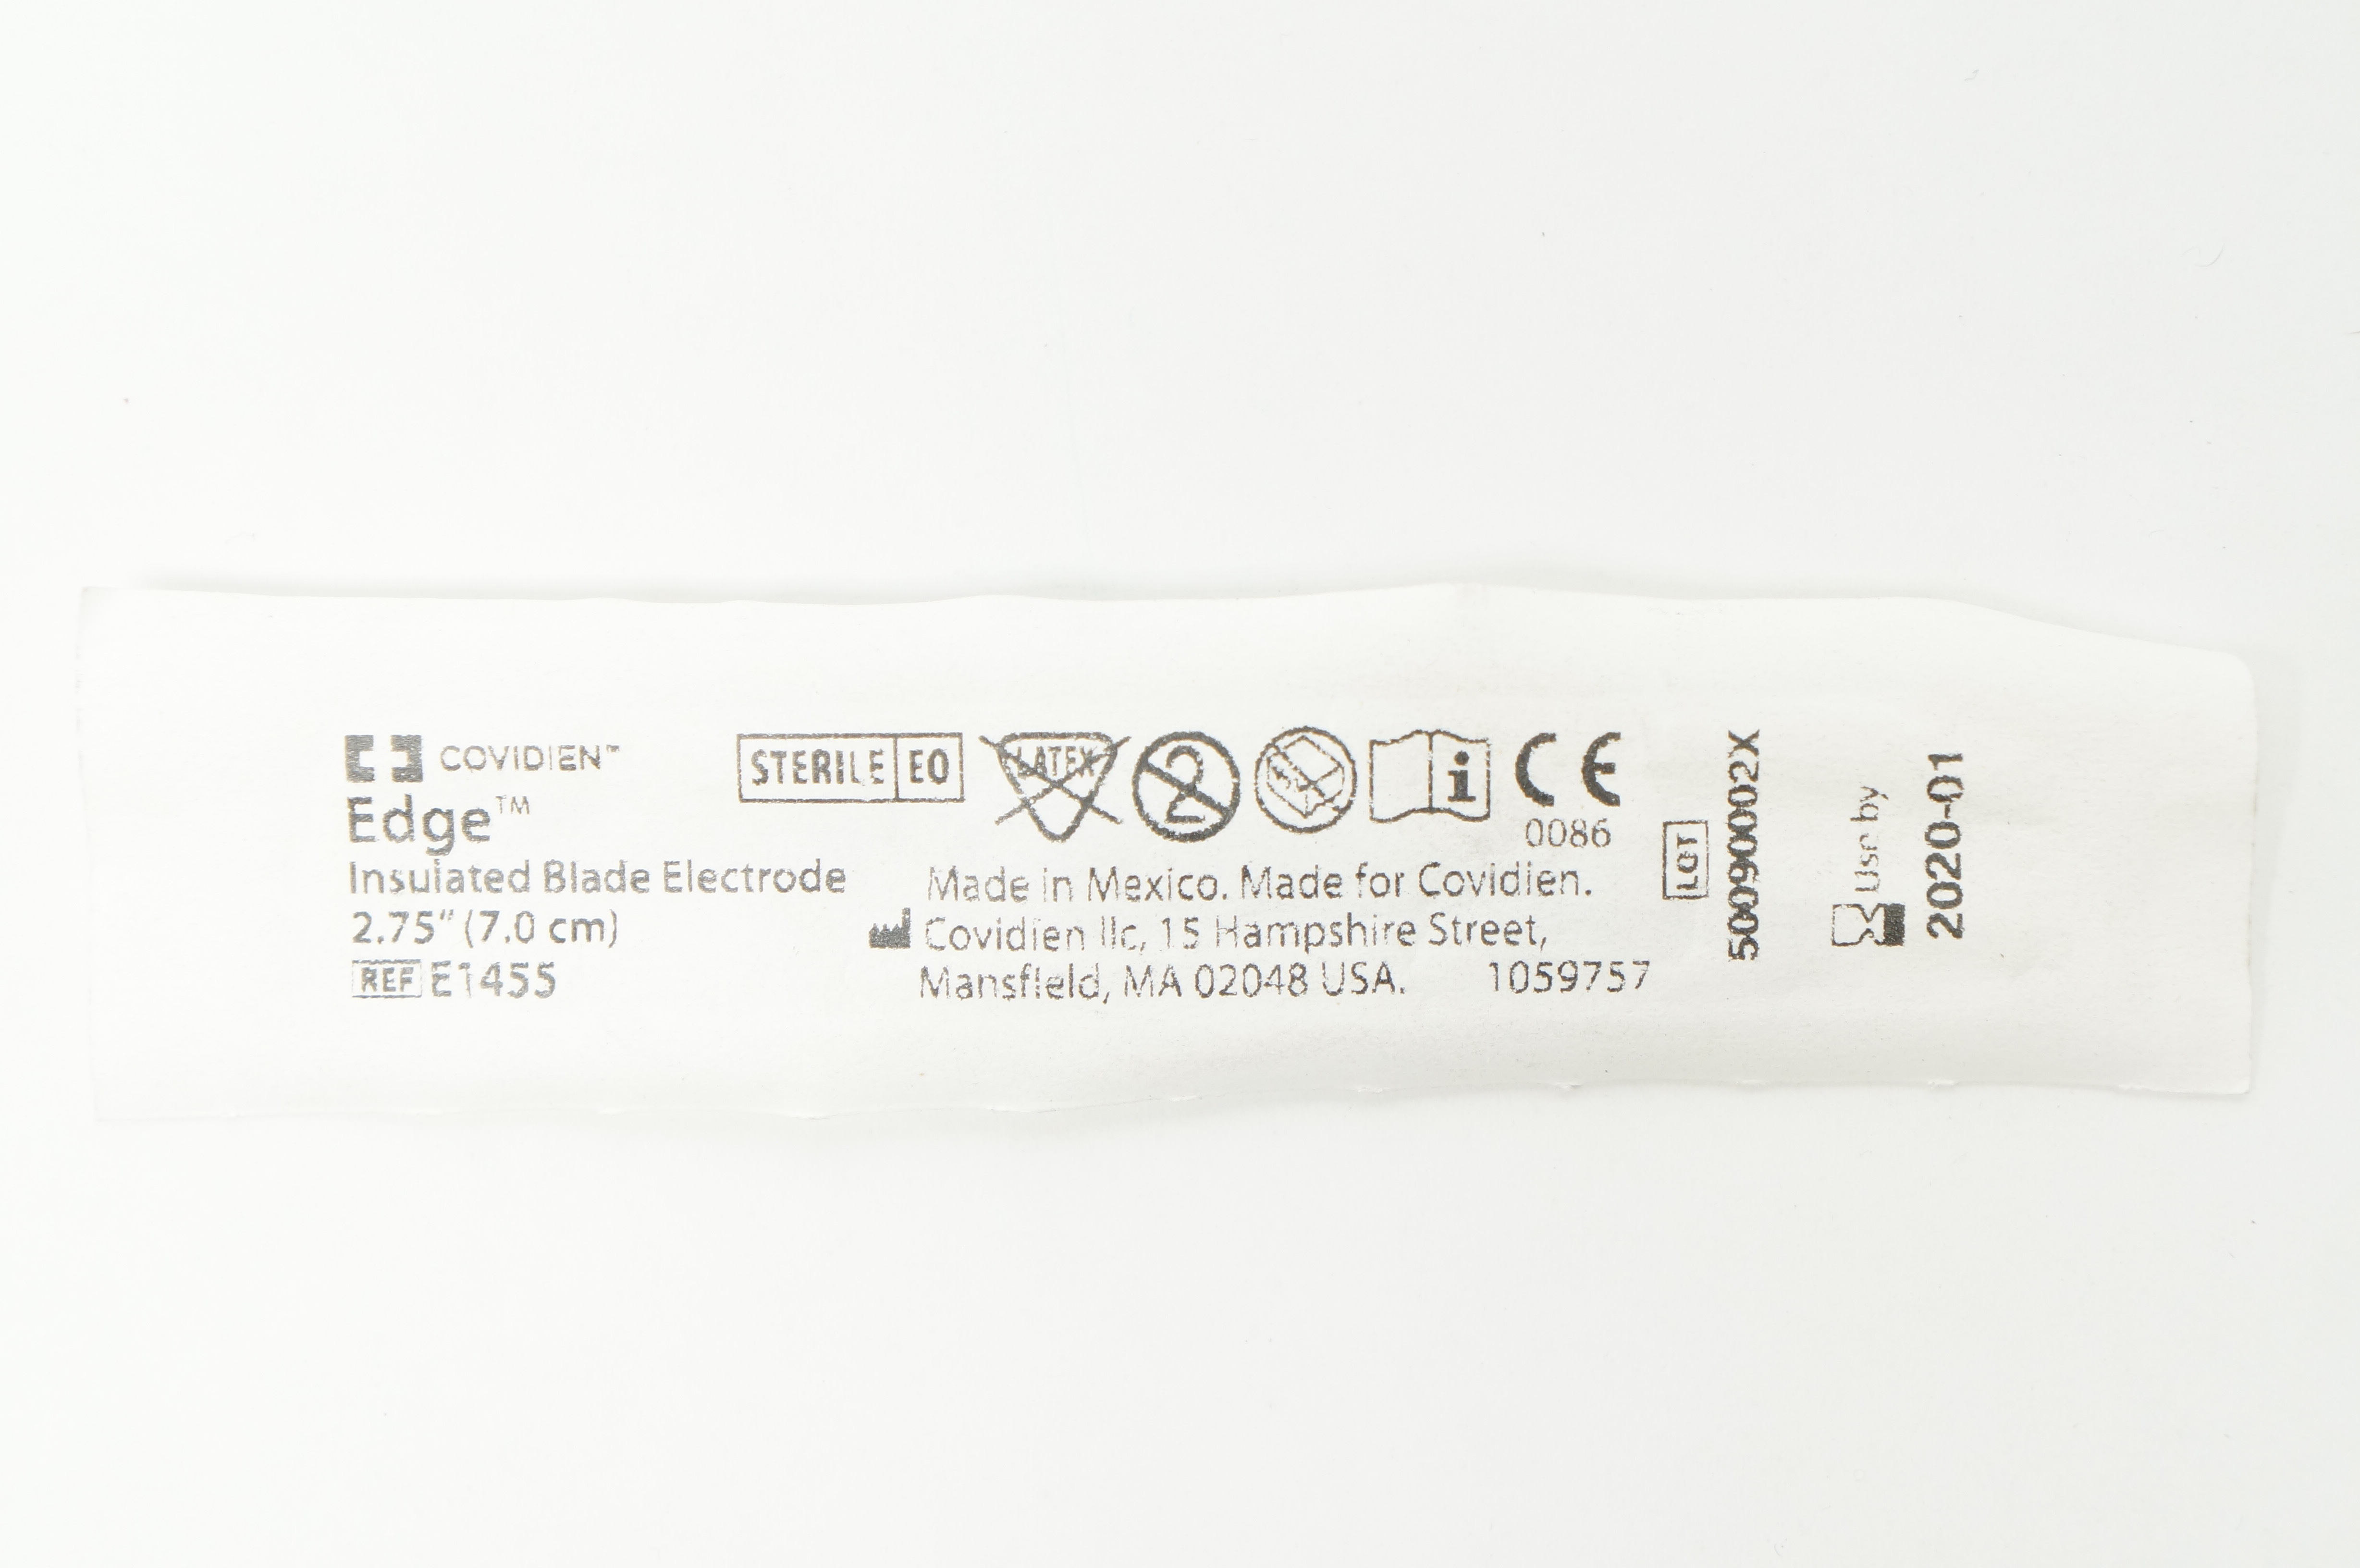 COVIDIEN™
Edge™
Insulated Blade Electrode
2.75" (7.0 cm)
REF E1455
STERILE EO
LATEX
2
i
CE
0086
Made in Mexico. Made for Covidien.
Covidien llc, 15 Hampshire Street,
Mansfield, MA 02048 USA. 1059757
LOT
50090002X
Use by
2020-01